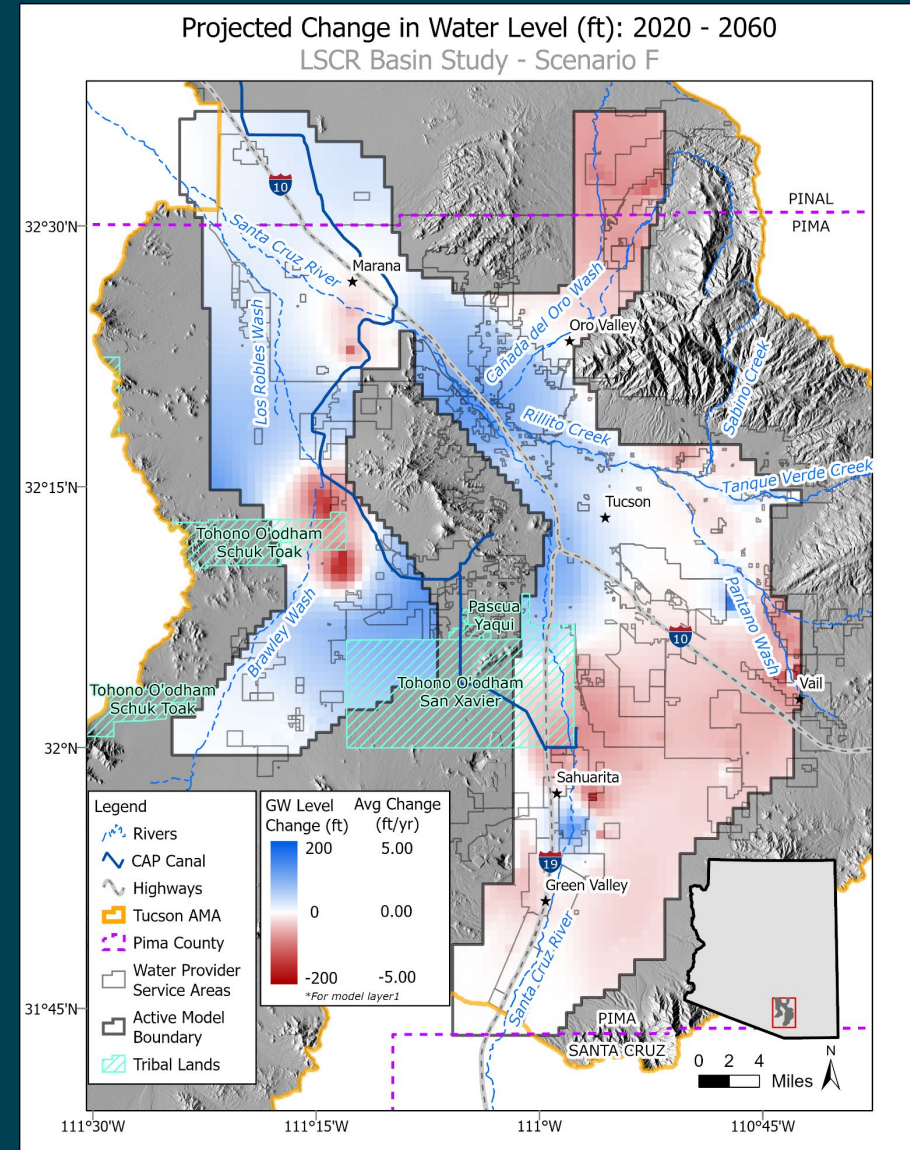 Projected Change in Water Level (ft): 2020 - 2060
LSCR Basin Study - Scenario F
10
PINAL
PIMA
32°30'N
Santa Cruz River
Marana
Cañada del Oro Wash
Oro Valley
Los Robles Wash
Sabino Creek
Rillito Creek
Tanque Verde Creek
32°15'N
Tucson
Tohono O'odham
Schuk Toak
Pantano Wash
Pascua
Yaqui
10
Brawley Wash
Tohono O'odham
San Xavier
Vail
Tohono O'odham
Schuk Toak
32°N
Sahuarita
19
Green Valley
Santa Cruz River
31°45'N
PIMA
SANTA CRUZ
Legend
Rivers
CAP Canal
Highways
Tucson AMA
Pima County
Water Provider
Service Areas
Active Model
Boundary
Tribal Lands
GW Level
Change (ft)
Avg Change
(ft/yr)
200 5.00
0 0.00
-200 -5.00
*For model layer1
N
0 2 4
Miles
111°30'W 111°15'W 111°W 110°45'W